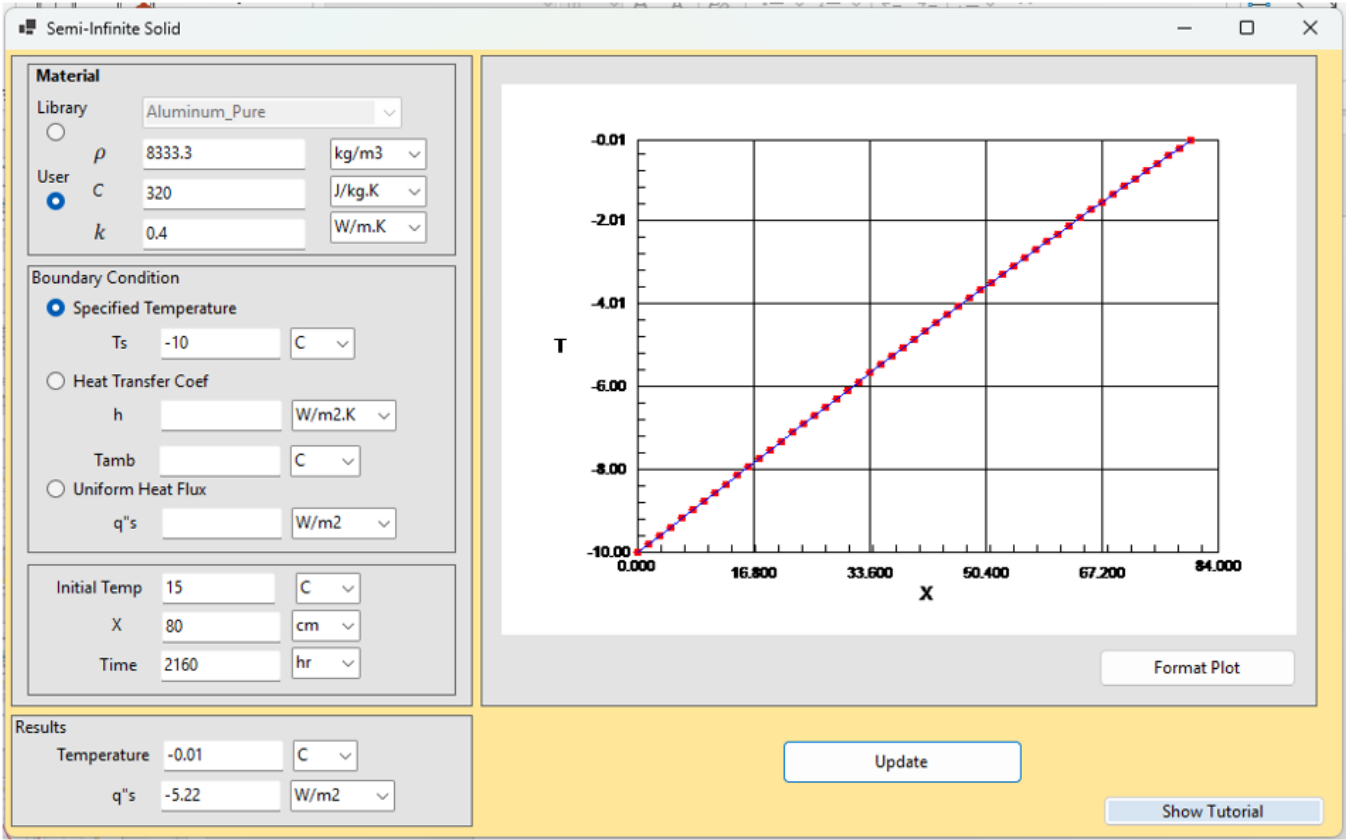 Semi-Infinite Solid
Material
Library
Aluminum_Pure
ρ 8333.3 kg/m3
User
C 320 J/kg.K
k 0.4 W/m.K
Boundary Condition
Specified Temperature
Ts -10 C
Heat Transfer Coef
h W/m2.K
Tamb C
Uniform Heat Flux
q"s W/m2
Initial Temp 15 C
X 80 cm
Time 2160 hr
Results
Temperature -0.01 C
q"s -5.22 W/m2
-0.01
-2.01
-4.01
T
-6.00
-8.00
-10.00
0.000 16.800 33.600 50.400 67.200 84.000
X
Format Plot
Update
Show Tutorial